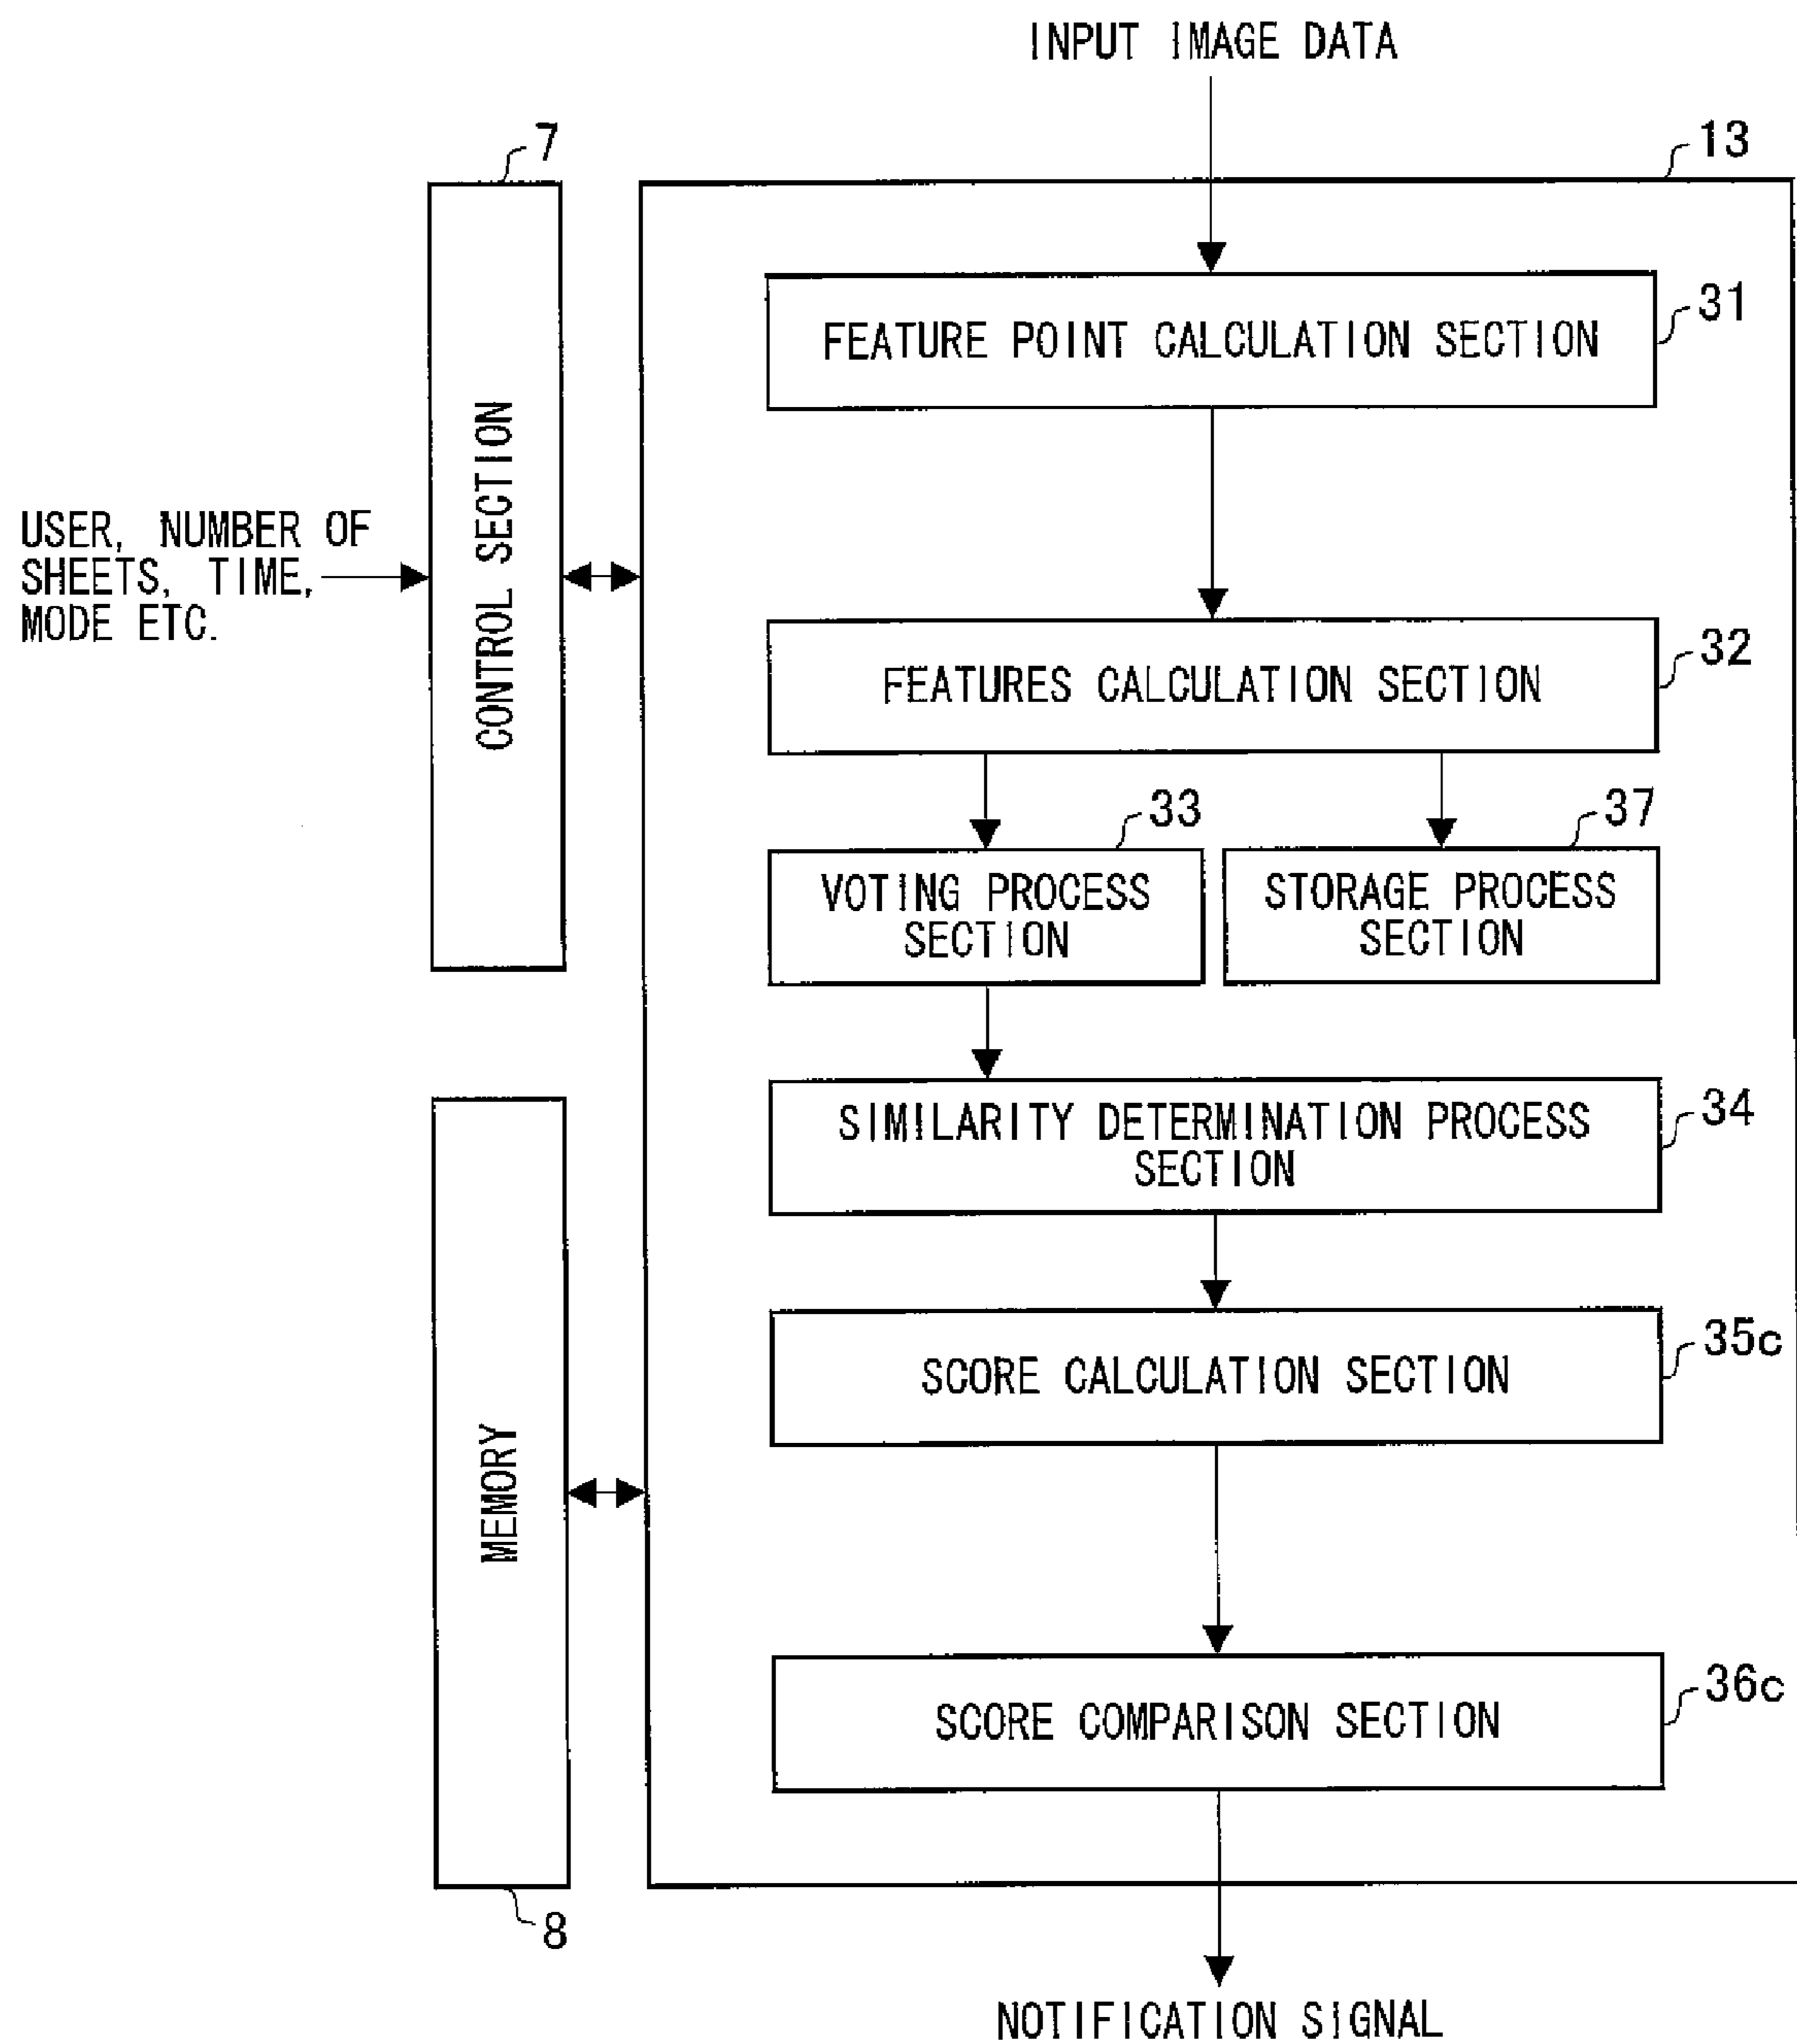 INPUT IMAGE DATA
7
13
31
FEATURE POINT CALCULATION SECTION
CONTROL SECTION
USER, NUMBER OF
SHEETS, TIME,
MODE ETC.
32
FEATURES CALCULATION SECTION
33
37
VOTING PROCESS
SECTION
STORAGE PROCESS
SECTION
34
SIMILARITY DETERMINATION PROCESS
SECTION
35c
SCORE CALCULATION SECTION
MEMORY
36c
SCORE COMPARISON SECTION
8
NOTIFICATION SIGNAL